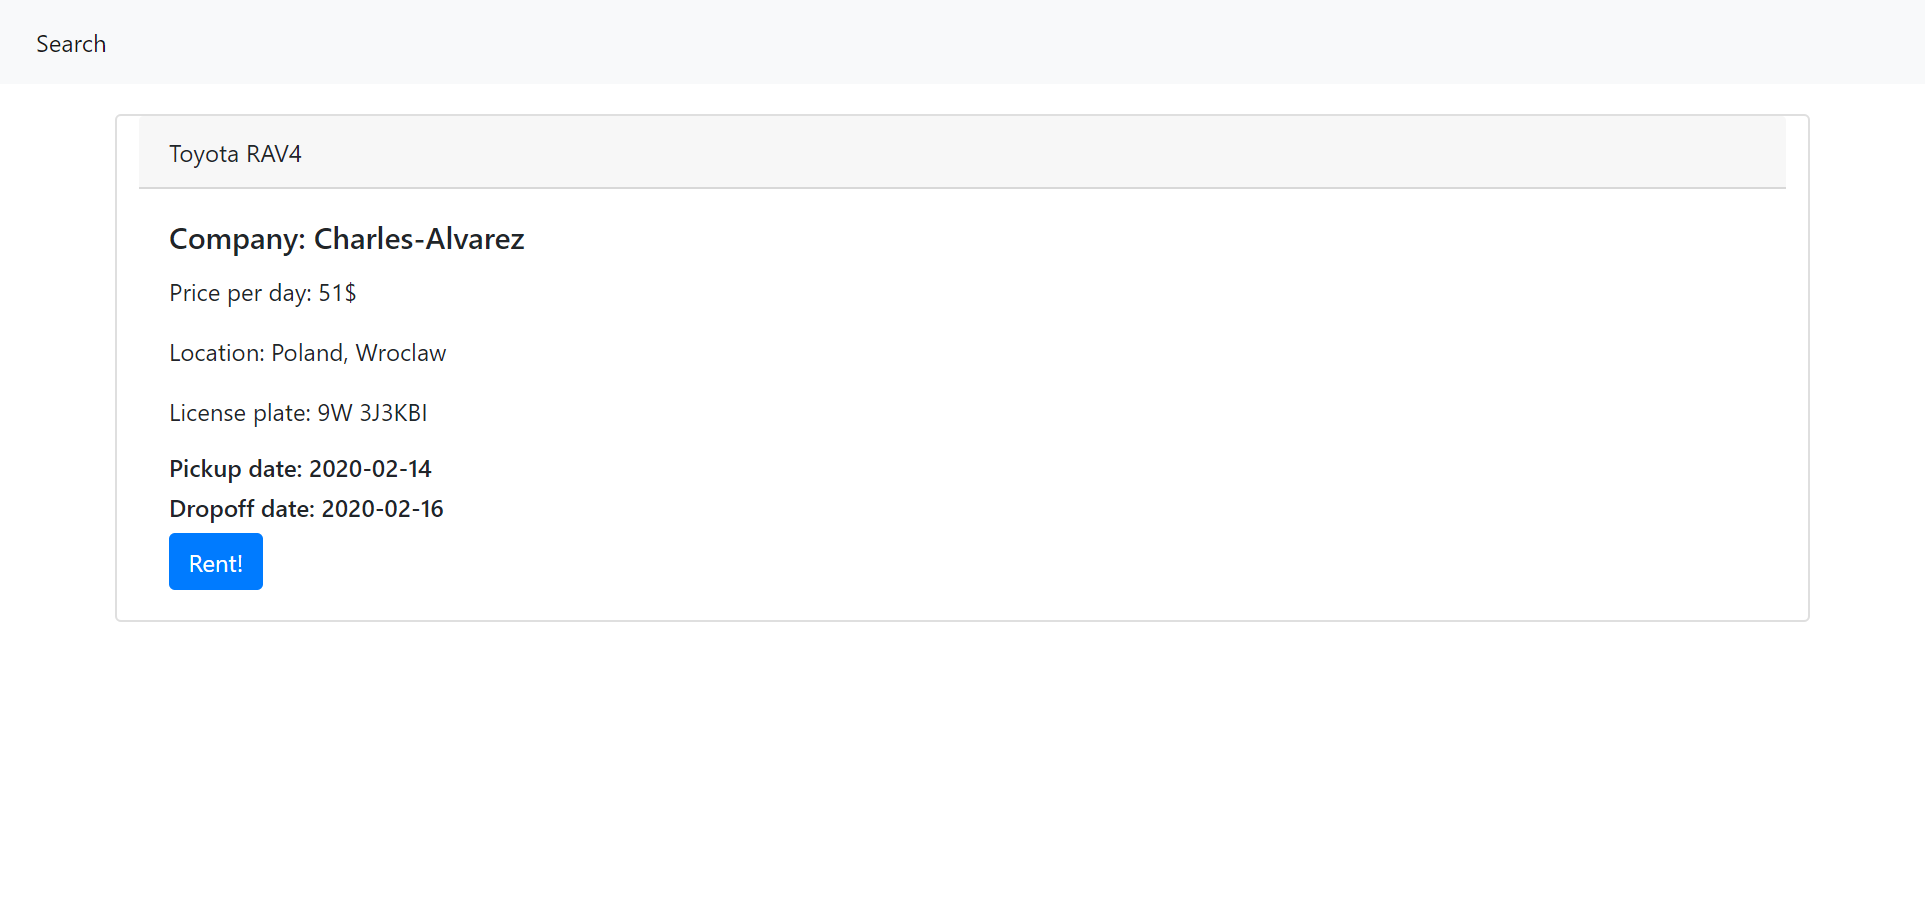 Search
Toyota RAV4
Company: Charles-Alvarez
Price per day: 51$
Location: Poland, Wroclaw
License plate: 9W 3J3KBI
Pickup date: 2020-02-14
Dropoff date: 2020-02-16
Rent!